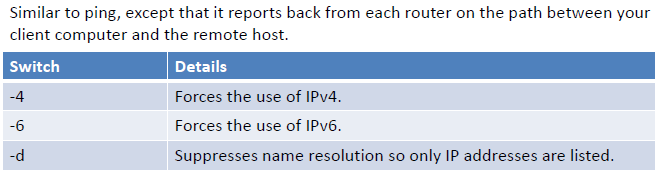 Similar to ping, except that it reports back from each router on the path between your
client computer and the remote host.
Switch Details
-4 Forces the use of IPv4.
-6 Forces the use of IPv6.
-d Suppresses name resolution so only IP addresses are listed.